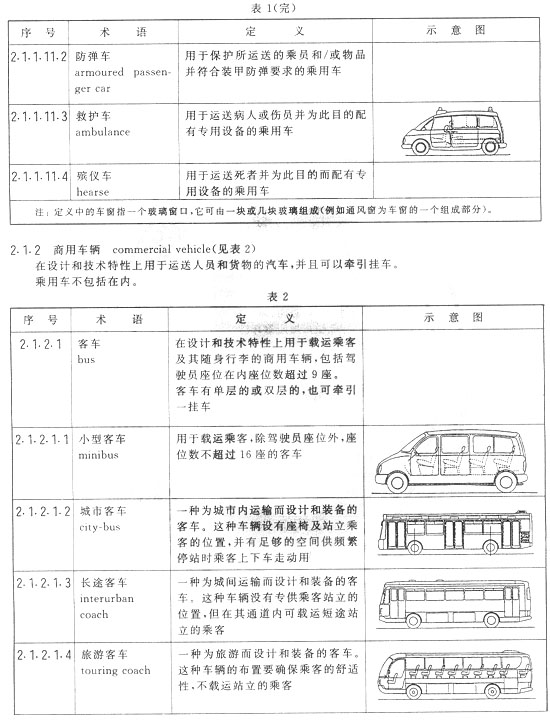 表 1(完)
序 号 术 语 定 义 示 意 图
2.1.1.11.2 防弹车 用于保护所运送的乘员和/或物品
armoured passen- 并符合装甲防弹要求的乘用车
ger car
2.1.1.11.3 救护车 用于运送病人或伤员并为此目的配
ambulance 有专用设备的乘用车
2.1.1.11.4 殡仪车 用于运送死者并为此目的而配有专
hearse 用设备的乘用车
注:定义中的车窗指一个玻璃窗口,它可由一块或几块玻璃组成(例如通风窗为车窗的一个组成部分)。
2.1.2 商用车辆 commercial vehicle(见表 2)
在设计和技术特性上用于运送人员和货物的汽车,并且可以牵引挂车。
乘用车不包括在内。
表 2
序 号 术 语 定 义 示 意 图
2.1.2.1 客车 在设计和技术特性上用于载运乘客
bus 及其随身行李的商用车辆,包括驾
驶员座位在内座位数超过 9 座。
客车有单层的或双层的,也可牵引
一挂车
2.1.2.1.1 小型客车 用于载运乘客,除驾驶员座位外,座
minibus 位数不超过 16 座的客车
2.1.2.1.2 城市客车 一种为城市内运输而设计和装备的
city-bus 客车。这种车辆设有座椅及站立乘
客的位置,并有足够的空间供频繁
停站时乘客上下车走动用
2.1.2.1.3 长途客车 一种为城间运输而设计和装备的客
interurban 车。这种车辆没有专供乘客站立的
coach 位置,但在其通道内可载运短途站
立的乘客
2.1.2.1.4 旅游客车 一种为旅游而设计和装备的客车。
touring coach 这种车辆的布置要确保乘客的舒适
性,不载运站立的乘客